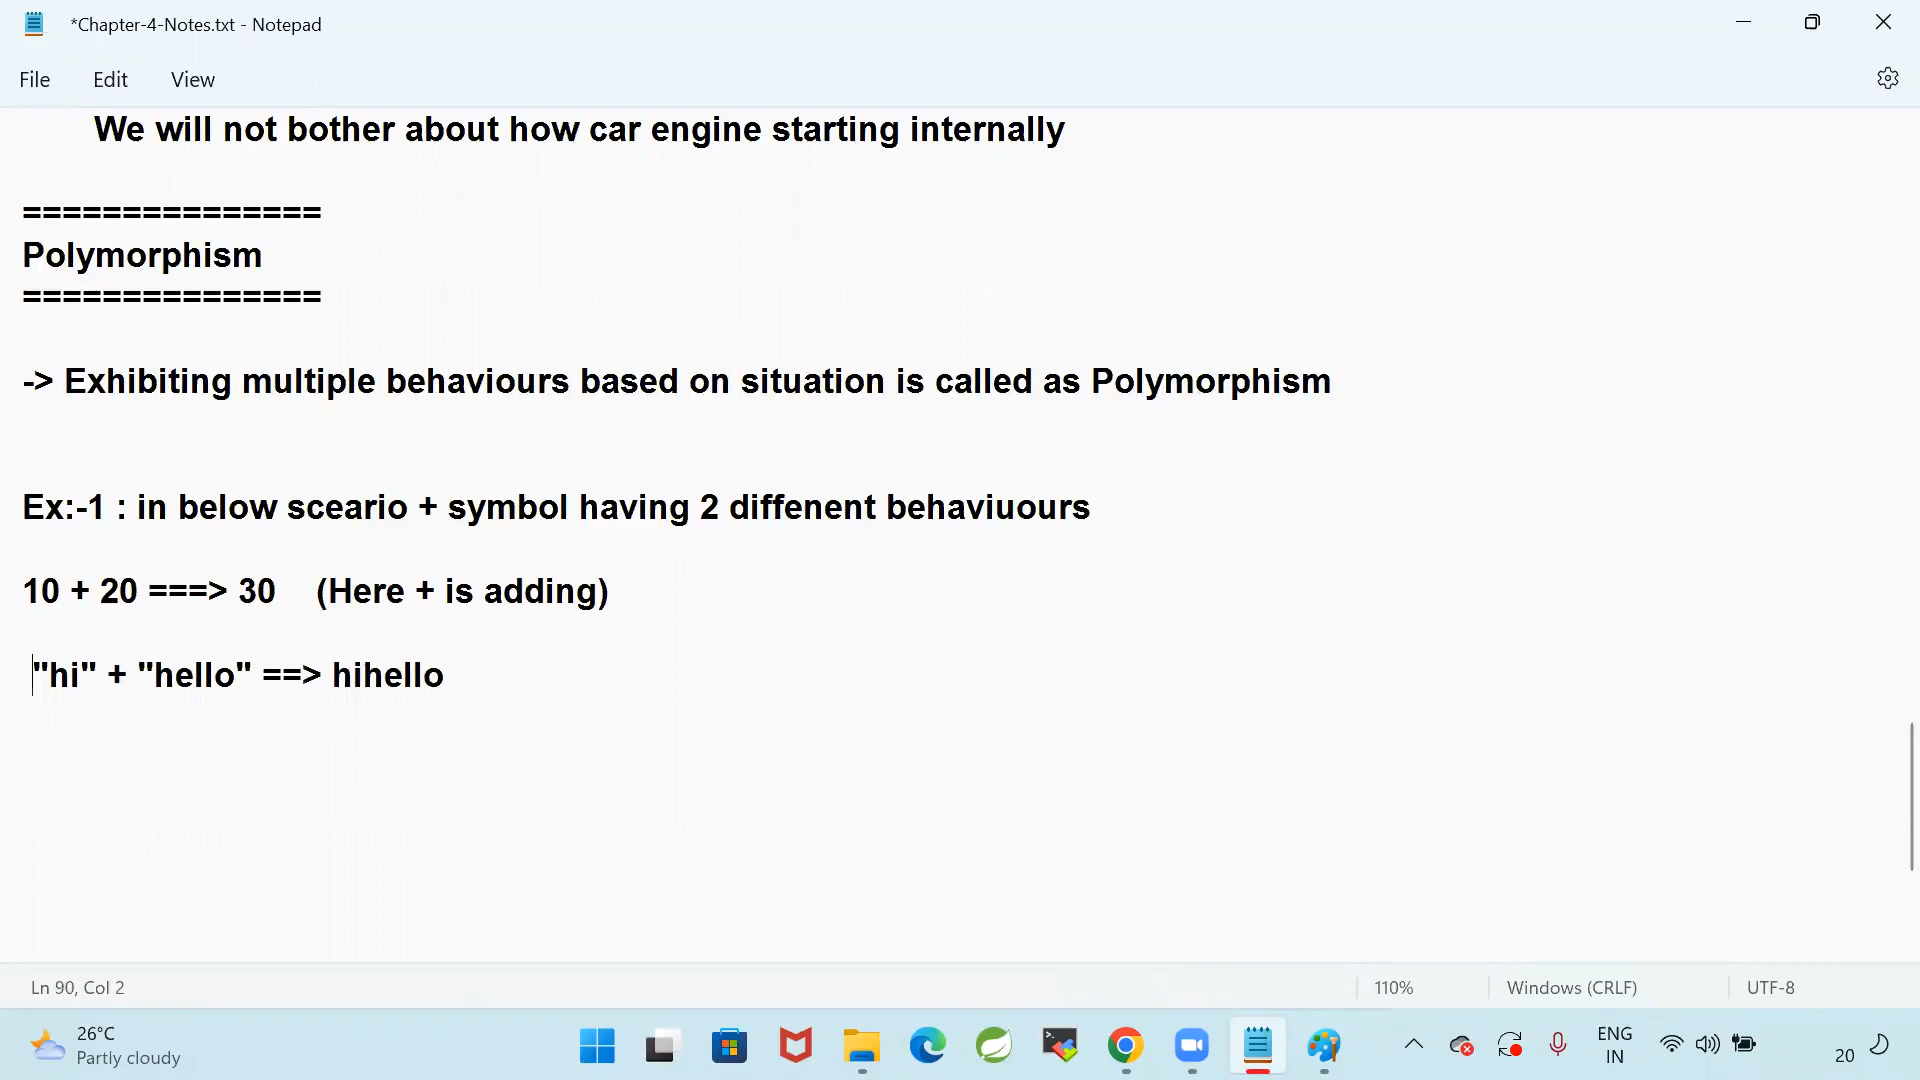 *Chapter-4-Notes.txt - Notepad
File Edit View
We will not bother about how car engine starting internally
===============
Polymorphism
===============
-> Exhibiting multiple behaviours based on situation is called as Polymorphism
Ex:-1 : in below sceario + symbol having 2 diffenent behaviuours
10 + 20 ===> 30 (Here + is adding)
"hi" + "hello" ==> hihello
Ln 90, Col 2 110% Windows (CRLF) UTF-8
26°C
Partly cloudy
ENG
IN
20